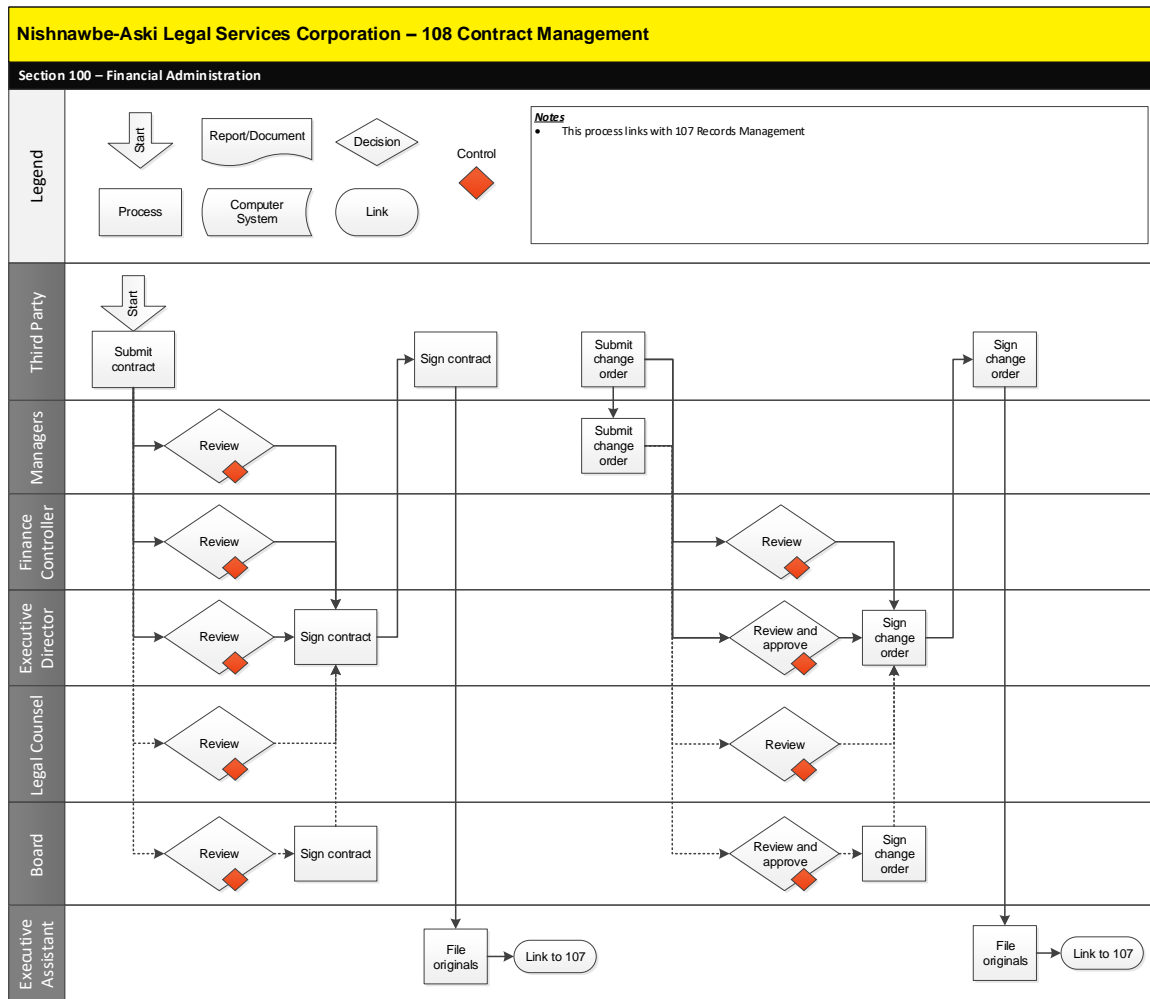 Nishnawbe-Aski Legal Services Corporation – 108 Contract Management
Section 100 – Financial Administration
Legend
Start
Report/Document
Decision
Control
Process
Computer
System
Link
Notes
• This process links with 107 Records Management
Third Party
Start
Submit
contract
Sign contract
Submit
change
order
Sign
change
order
Managers
Review
Submit
change
order
Finance
Controller
Review
Review
Executive
Director
Review
Sign contract
Review and
approve
Sign
change
order
Legal Counsel
Review
Review
Board
Review
Sign contract
Review and
approve
Sign
change
order
Executive
Assistant
File
originals
Link to 107
File
originals
Link to 107